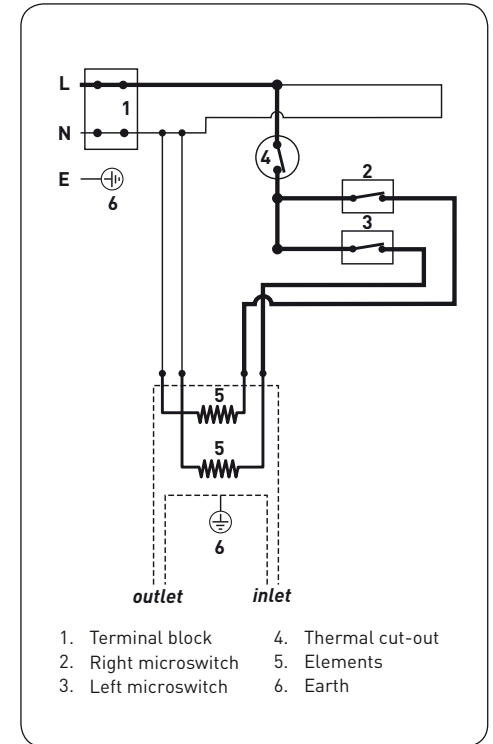 L
1
N
4
2
E
6
3
5
5
6
outlet inlet
1. Terminal block
2. Right microswitch
3. Left microswitch
4. Thermal cut-out
5. Elements
6. Earth